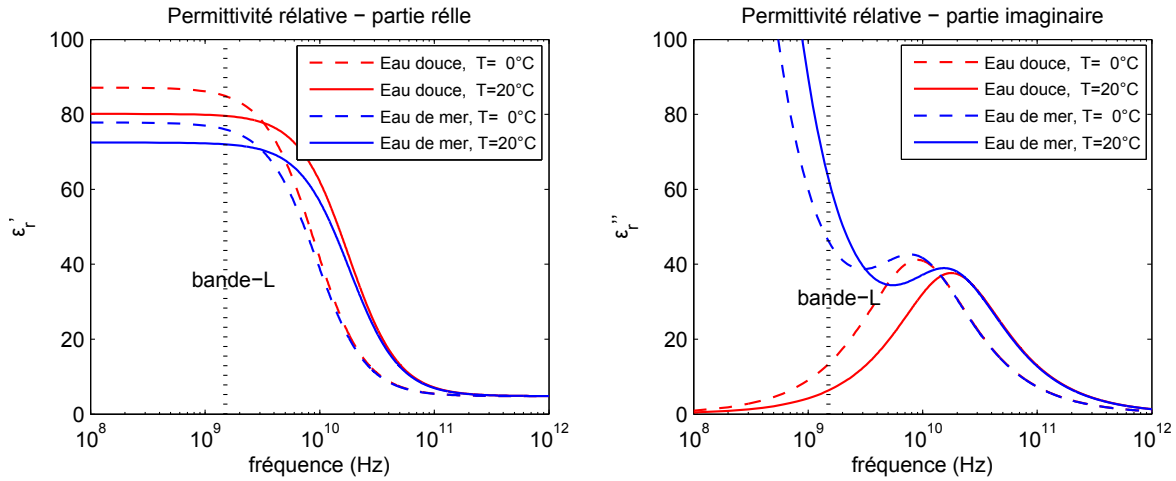 Permittivité rélative − partie rélle
100
80
60
40
20
0
εr'
Eau douce, T= 0°C
Eau douce, T=20°C
Eau de mer, T= 0°C
Eau de mer, T=20°C
bande−L
10^8
10^9
10^10
10^11
10^12
fréquence (Hz)
Permittivité rélative − partie imaginaire
100
80
60
40
20
0
εr''
Eau douce, T= 0°C
Eau douce, T=20°C
Eau de mer, T= 0°C
Eau de mer, T=20°C
bande−L
10^8
10^9
10^10
10^11
10^12
fréquence (Hz)